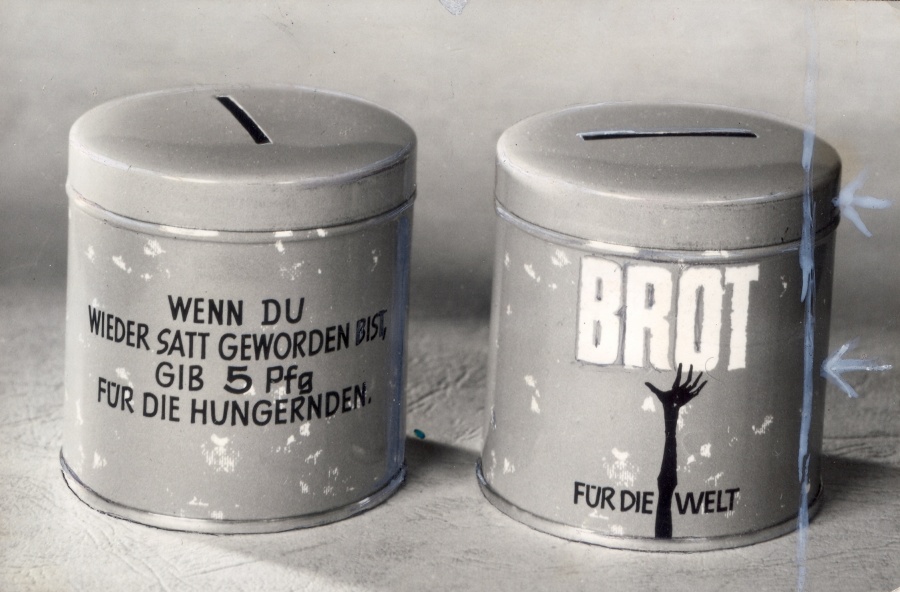 WENN DU
WIEDER SATT GEWORDEN BIST,
GIB 5 Pfg
FÜR DIE HUNGERNDEN.
BROT
FÜR DIE WELT